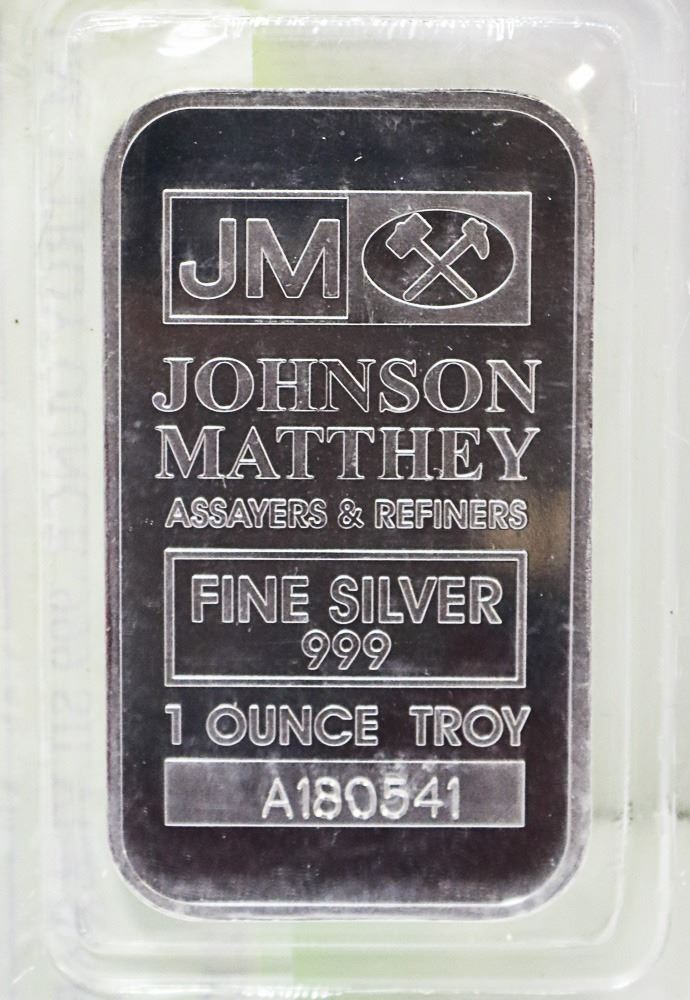 JM
JOHNSON
MATTHEY
ASSAYERS & REFINERS
FINE SILVER
999
1 OUNCE TROY
A180541